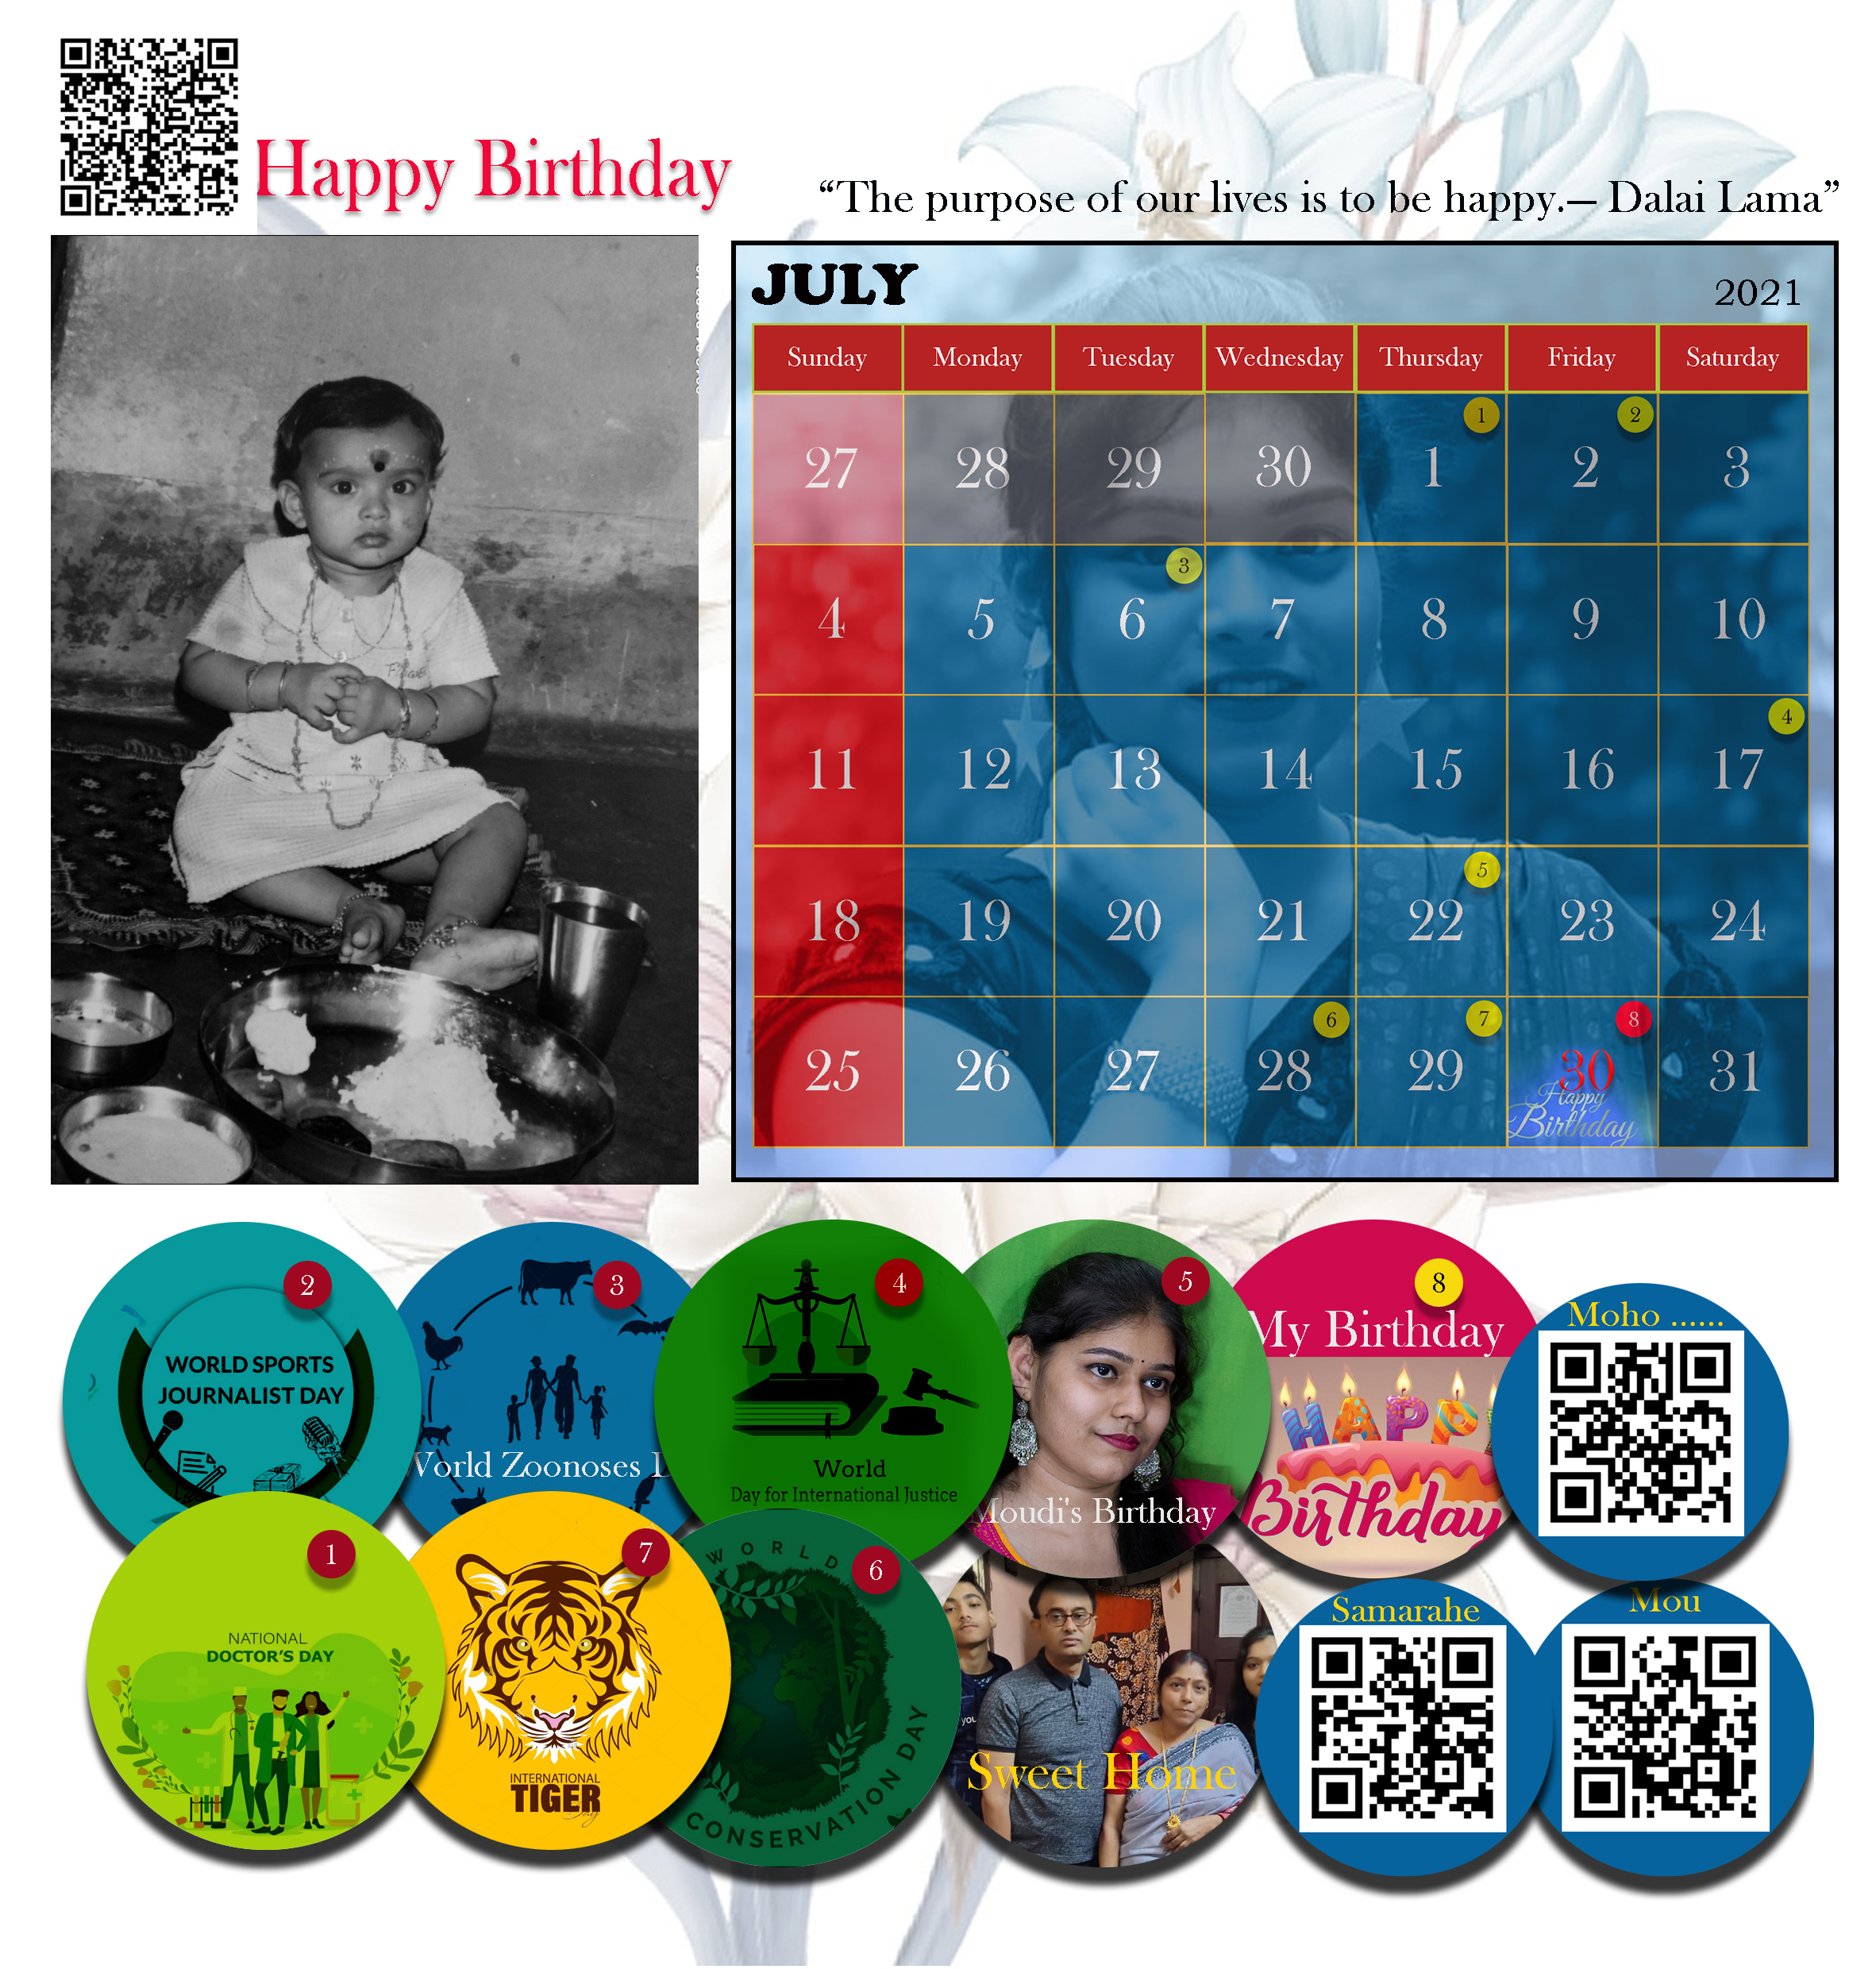 Happy Birthday
“The purpose of our lives is to be happy.— Dalai Lama”
JULY
2021
Sunday Monday Tuesday Wednesday Thursday Friday Saturday
1 2
27 28 29 30 1 2 3
3
4 5 6 7 8 9 10
4
11 12 13 14 15 16 17
5
18 19 20 21 22 23 24
6 7 8
25 26 27 28 29 30 31
Happy
Birthday
2
WORLD SPORTS
JOURNALIST DAY
3
World Zoonoses D
4
World
Day for International Justice
5
Moudi's Birthday
8
My Birthday
HAPPY
Birthday
Moho ......
1
NATIONAL
DOCTOR'S DAY
7
INTERNATIONAL
TIGER
Day
6
WORLD
CONSERVATION DAY
you
Sweet Home
Samarahe
Mou